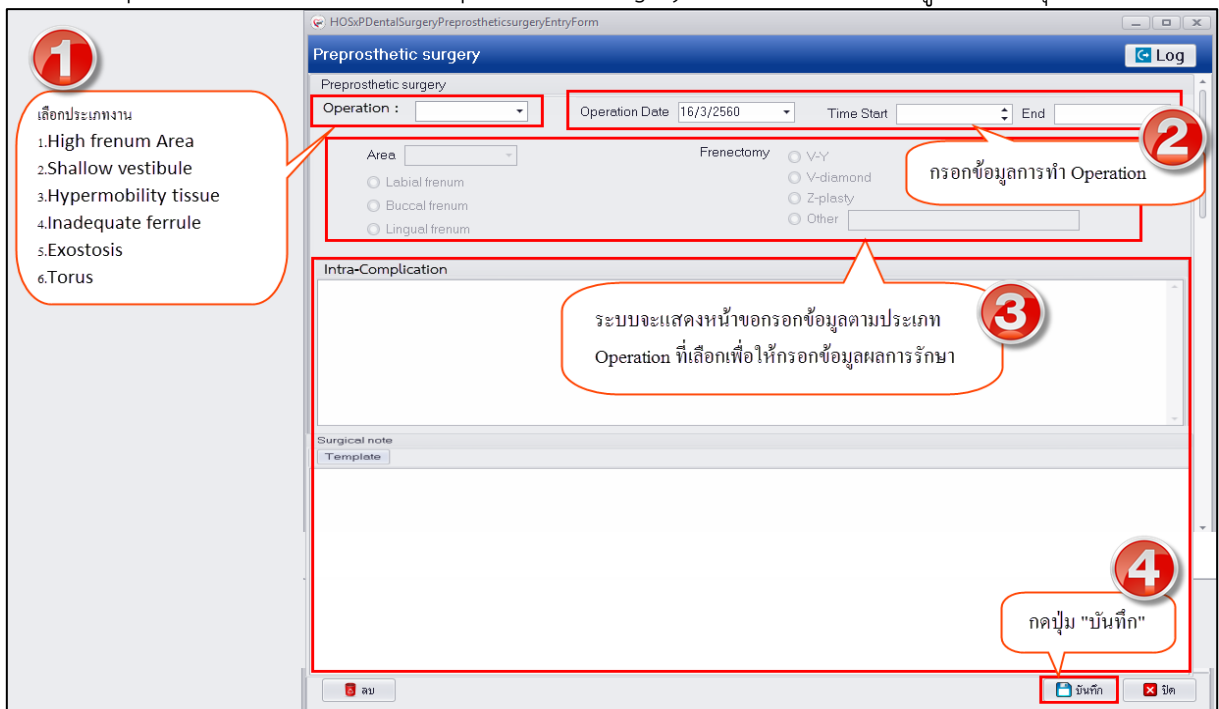 HOSxPDentalSurgeryPreprostheticsurgeryEntryForm
Preprosthetic surgery
Log
Preprosthetic surgery
Operation :
Operation Date 16/3/2560 Time Start End
Area
Labial frenum
Buccal frenum
Lingual frenum
Frenectomy
V-Y
V-diamond
Z-plasty
Other
1
เลือกประเภทงาน
1.High frenum Area
2.Shallow vestibule
3.Hypermobility tissue
4.Inadequate ferrule
5.Exostosis
6.Torus
2
กรอกข้อมูลการทำ Operation
Intra-Complication
3
ระบบจะแสดงหน้าขอกรอกข้อมูลตามประเภท
Operation ที่เลือกเพื่อให้กรอกข้อมูลผลการรักษา
Surgical note
Template
4
กดปุ่ม "บันทึก"
ลบ
บันทึก
ปิด